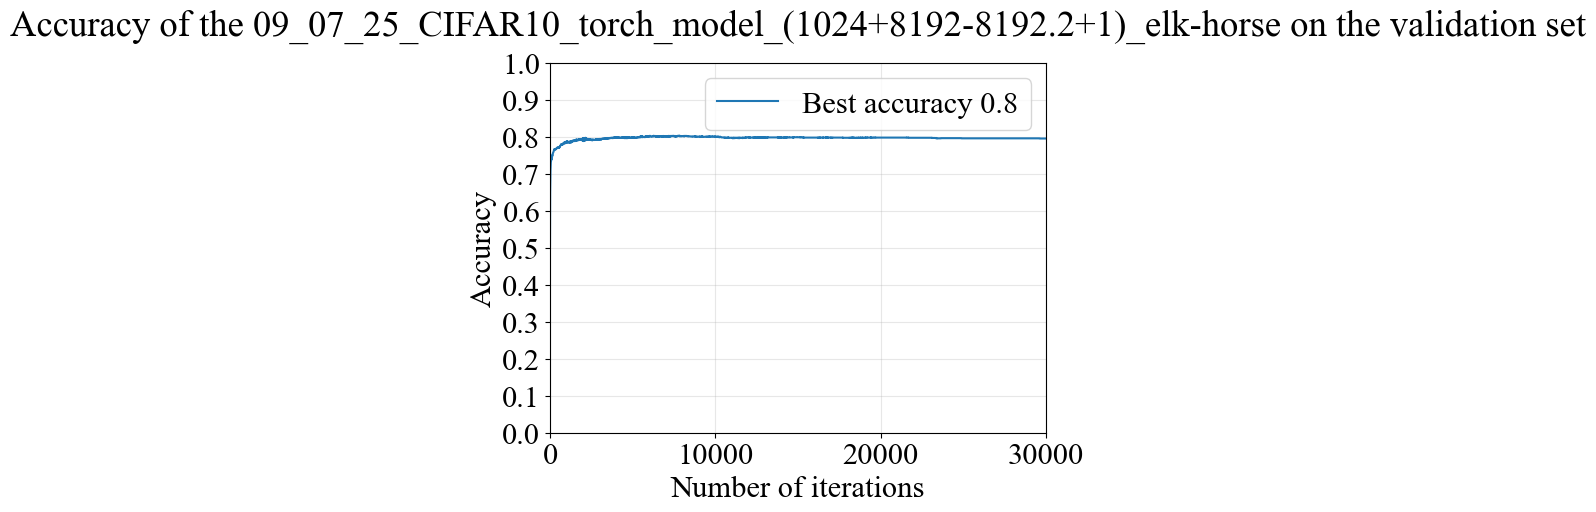 Accuracy of the 09_07_25_CIFAR10_torch_model_(1024+8192-8192.2+1)_elk-horse on the validation set
Best accuracy 0.8
1.0
0.9
0.8
0.7
0.6
0.5
0.4
0.3
0.2
0.1
0.0
Accuracy
0 10000 20000 30000
Number of iterations